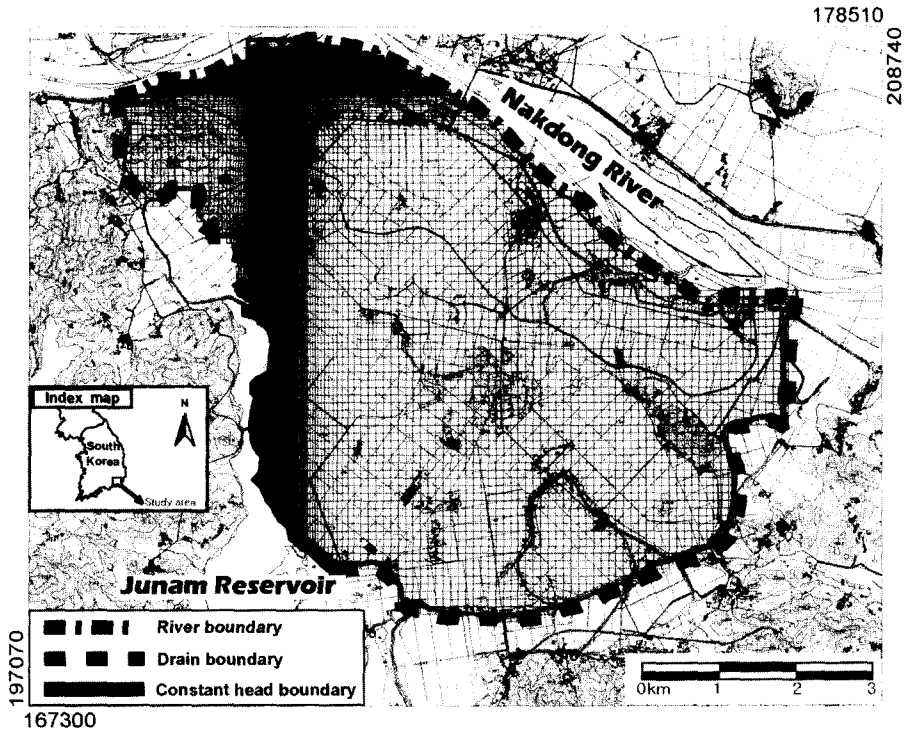 178510
208740
Nakdong River
Index map
N
South
Korea
Study area
Junam Reservoir
River boundary
Drain boundary
Constant head boundary
0km 1 2 3
197070
167300